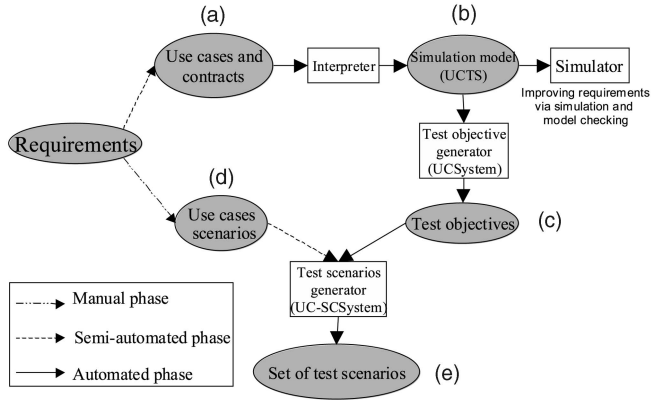 (a)
(b)
Use cases and
contracts
Interpreter
Simulation model
(UCTS)
Simulator
Improving requirements
via simulation and
model checking
Requirements
Test objective
generator
(UCSystem)
(d)
Use cases
scenarios
Test objectives
(c)
Test scenarios
generator
(UC-SCSystem)
Manual phase
Semi-automated phase
Automated phase
Set of test scenarios
(e)